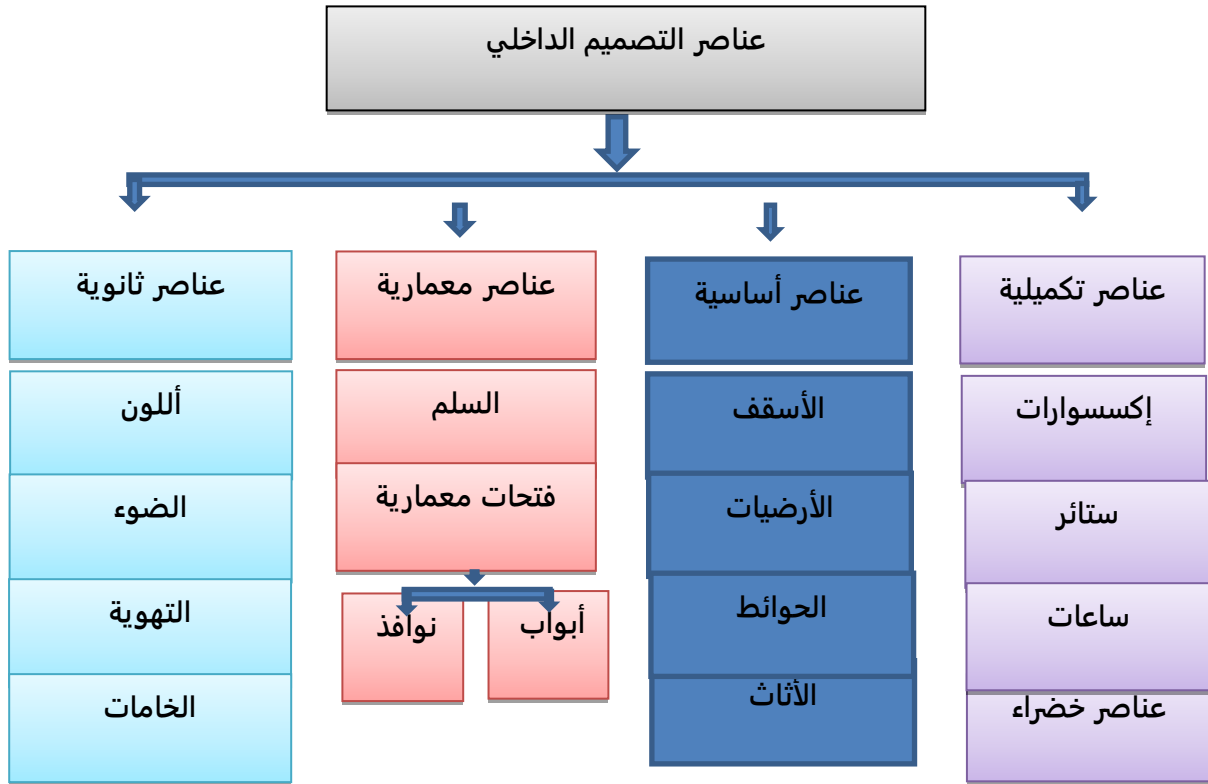 عناصر التصميم الداخلي
عناصر تكميلية
إكسسوارات
ستائر
ساعات
عناصر خضراء
عناصر أساسية
الأسقف
الأرضيات
الحوائط
الأثاث
عناصر معمارية
السلم
فتحات معمارية
أبواب
نوافذ
عناصر ثانوية
أللون
الضوء
التهوية
الخامات